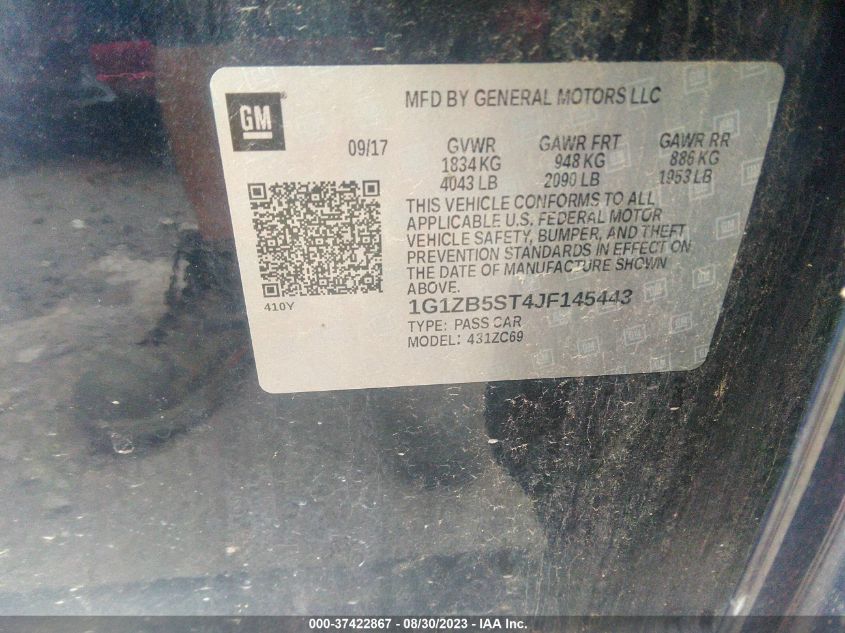 GM
MFD BY GENERAL MOTORS LLC
09/17
GVWR GAWR FRT GAWR RR
1834 KG 948 KG 886 KG
4043 LB 2090 LB 1953 LB
THIS VEHICLE CONFORMS TO ALL
APPLICABLE U.S. FEDERAL MOTOR
VEHICLE SAFETY, BUMPER, AND THEFT
PREVENTION STANDARDS IN EFFECT ON
THE DATE OF MANUFACTURE SHOWN
ABOVE.
410Y
1G1ZB5ST4JF145443
TYPE: PASS CAR
MODEL: 431ZC69
000-37422867 - 08/30/2023 - IAA Inc.